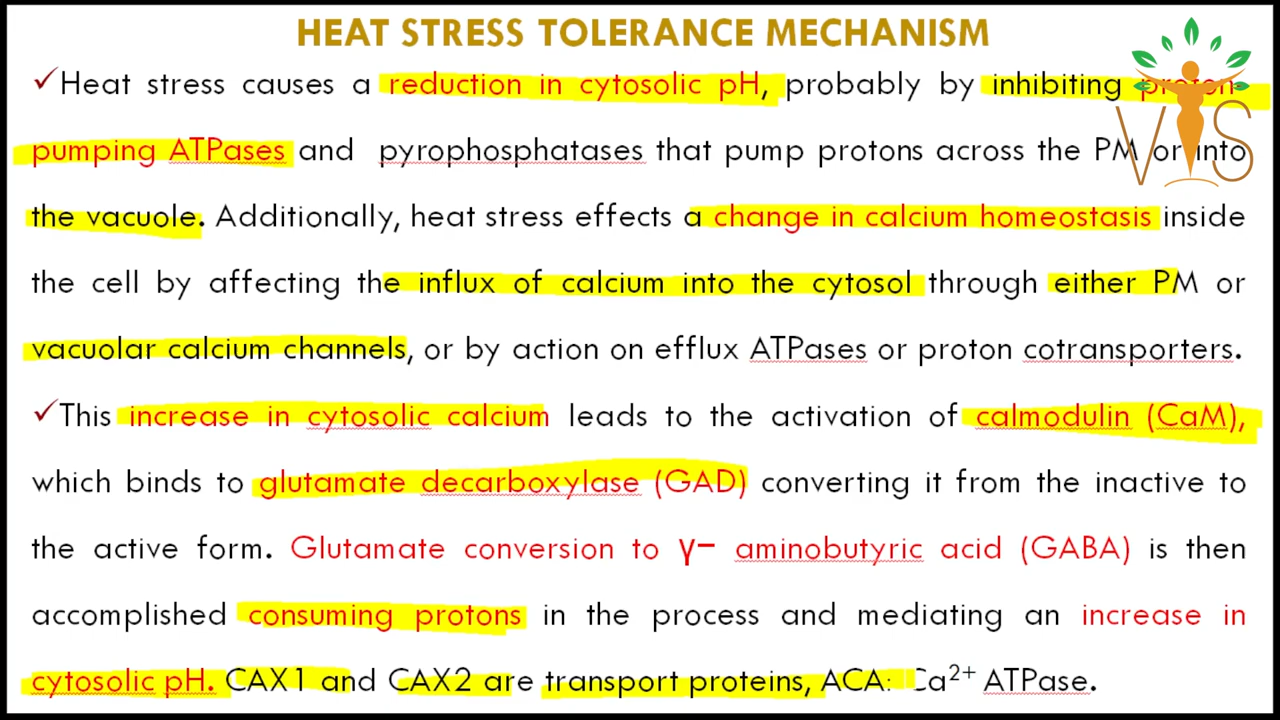 HEAT STRESS TOLERANCE MECHANISM
✓Heat stress causes a reduction in cytosolic pH, probably by inhibiting proton
pumping ATPases and pyrophosphatases that pump protons across the PM or into
the vacuole. Additionally, heat stress effects a change in calcium homeostasis inside
the cell by affecting the influx of calcium into the cytosol through either PM or
vacuolar calcium channels, or by action on efflux ATPases or proton cotransporters.
✓This increase in cytosolic calcium leads to the activation of calmodulin (CaM),
which binds to glutamate decarboxylase (GAD) converting it from the inactive to
the active form. Glutamate conversion to γ– aminobutyric acid (GABA) is then
accomplished consuming protons in the process and mediating an increase in
cytosolic pH. CAX1 and CAX2 are transport proteins, ACA: Ca²⁺ ATPase.
VIS